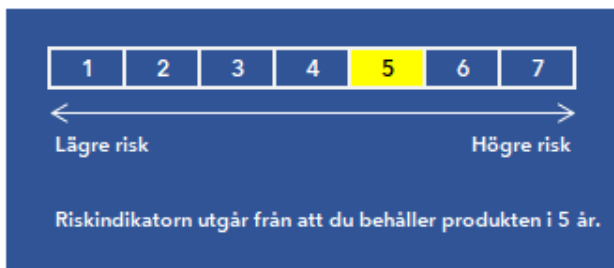 1 2 3 4 5 6 7
Lägre risk Högre risk
Riskindikatorn utgår från att du behåller produkten i 5 år.